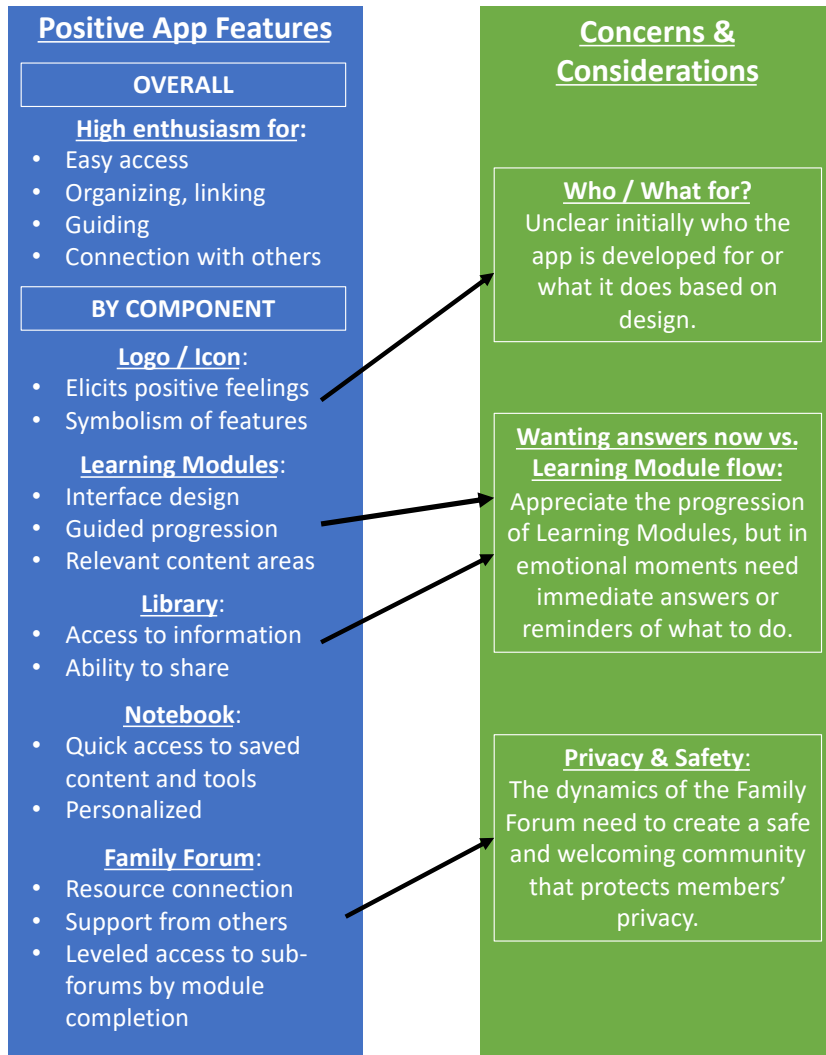 Positive App Features
OVERALL
High enthusiasm for:
• Easy access
• Organizing, linking
• Guiding
• Connection with others
BY COMPONENT
Logo / Icon:
• Elicits positive feelings
• Symbolism of features
Learning Modules:
• Interface design
• Guided progression
• Relevant content areas
Library:
• Access to information
• Ability to share
Notebook:
• Quick access to saved
content and tools
• Personalized
Family Forum:
• Resource connection
• Support from others
• Leveled access to sub-
forums by module
completion
Concerns &
Considerations
Who / What for?
Unclear initially who the
app is developed for or
what it does based on
design.
Wanting answers now vs.
Learning Module flow:
Appreciate the progression
of Learning Modules, but in
emotional moments need
immediate answers or
reminders of what to do.
Privacy & Safety:
The dynamics of the Family
Forum need to create a safe
and welcoming community
that protects members’
privacy.